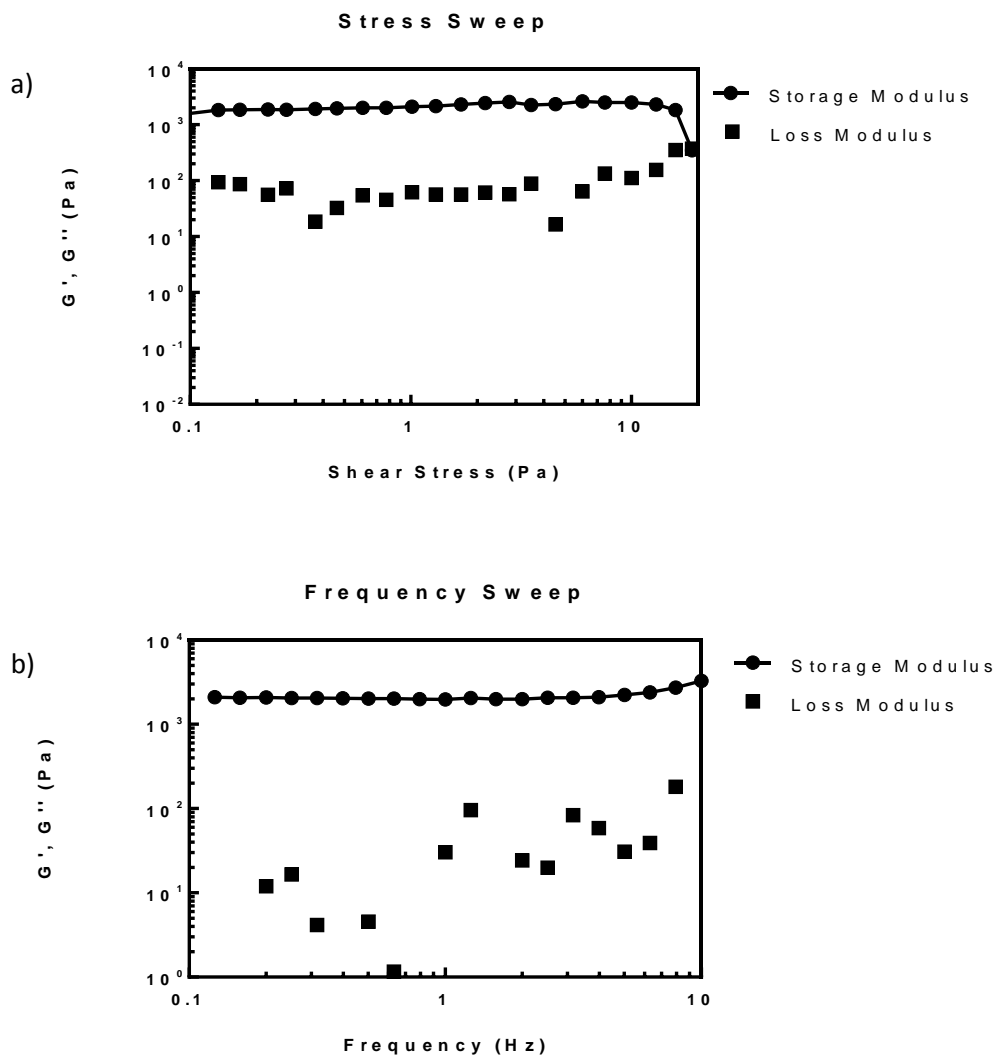 Stress Sweep
a)
10⁴
10³
10²
10¹
10⁰
10⁻¹
10⁻²
G', G'' (Pa)
0.1 1 10
Shear Stress (Pa)
Storage Modulus
Loss Modulus
Frequency Sweep
b)
10⁴
10³
10²
10¹
10⁰
G', G'' (Pa)
0.1 1 10
Frequency (Hz)
Storage Modulus
Loss Modulus